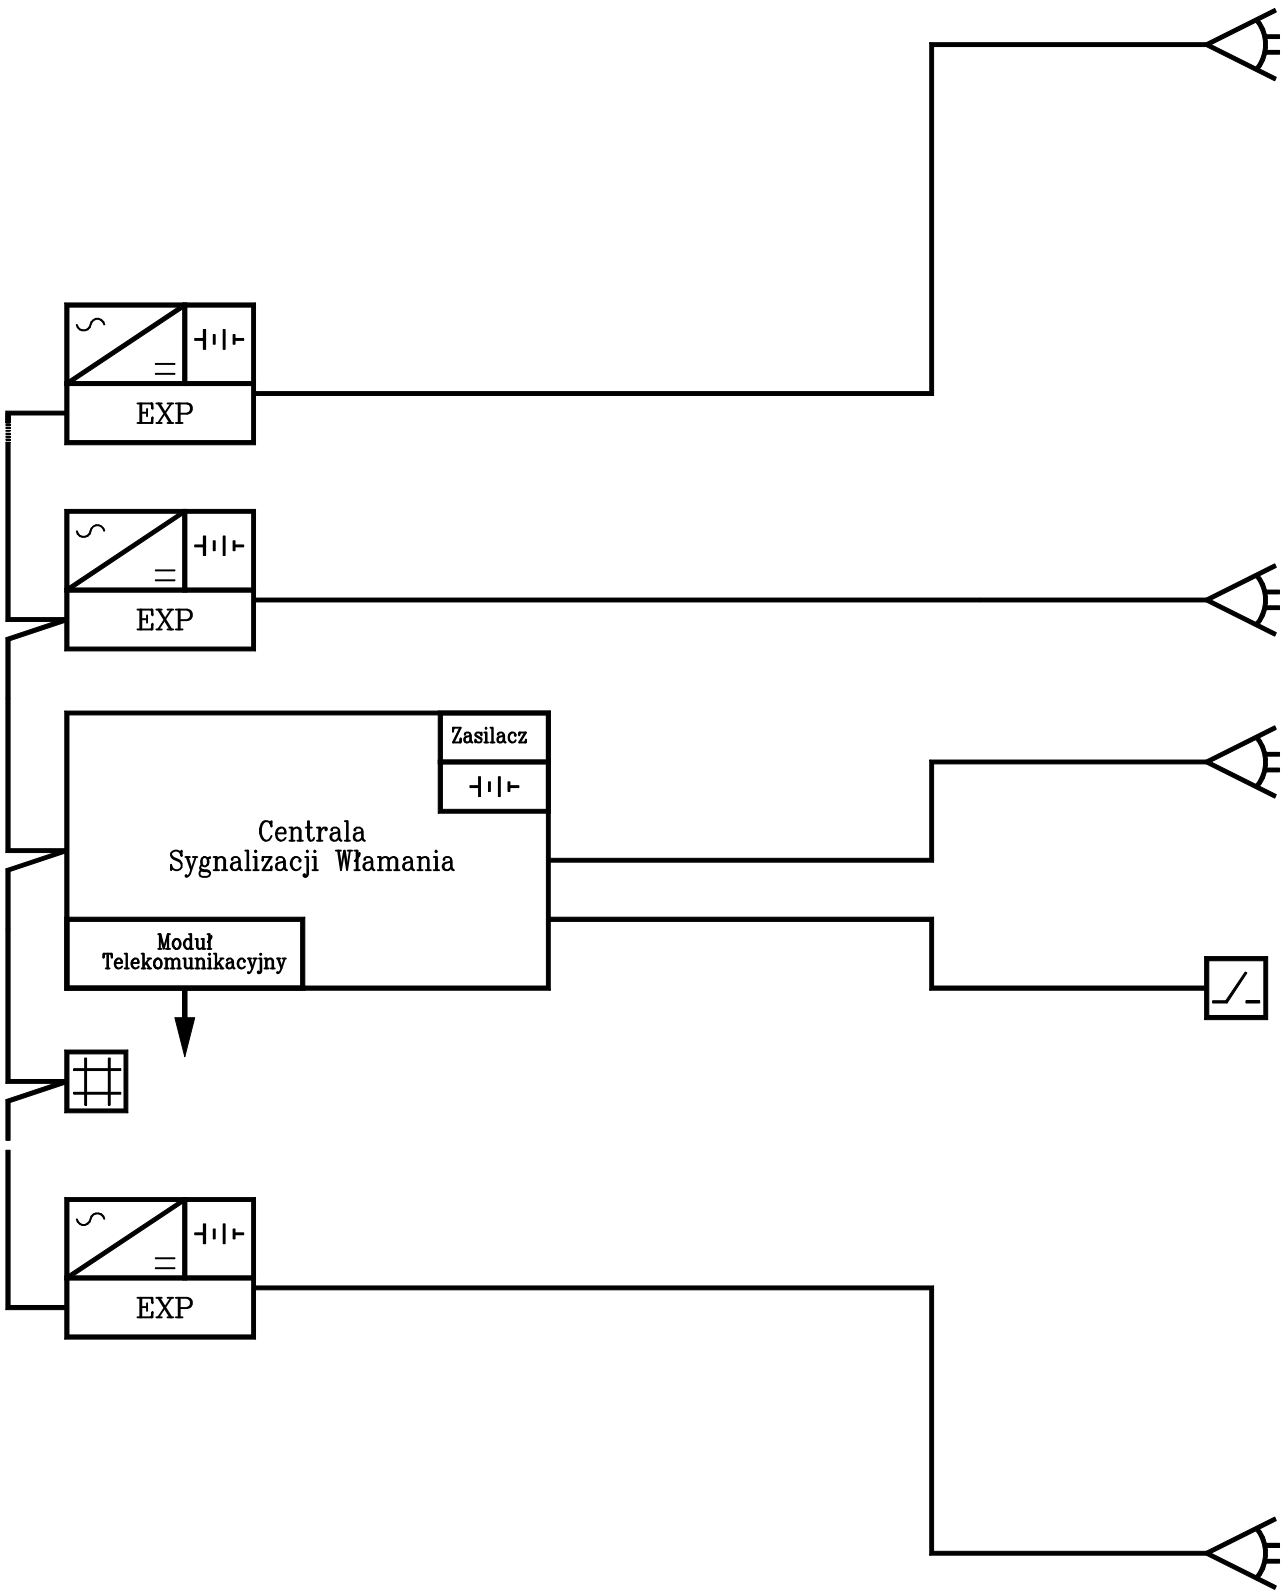 EXP
EXP
Zasilacz
Centrala
Sygnalizacji Włamania
Moduł
Telekomunikacyjny
EXP